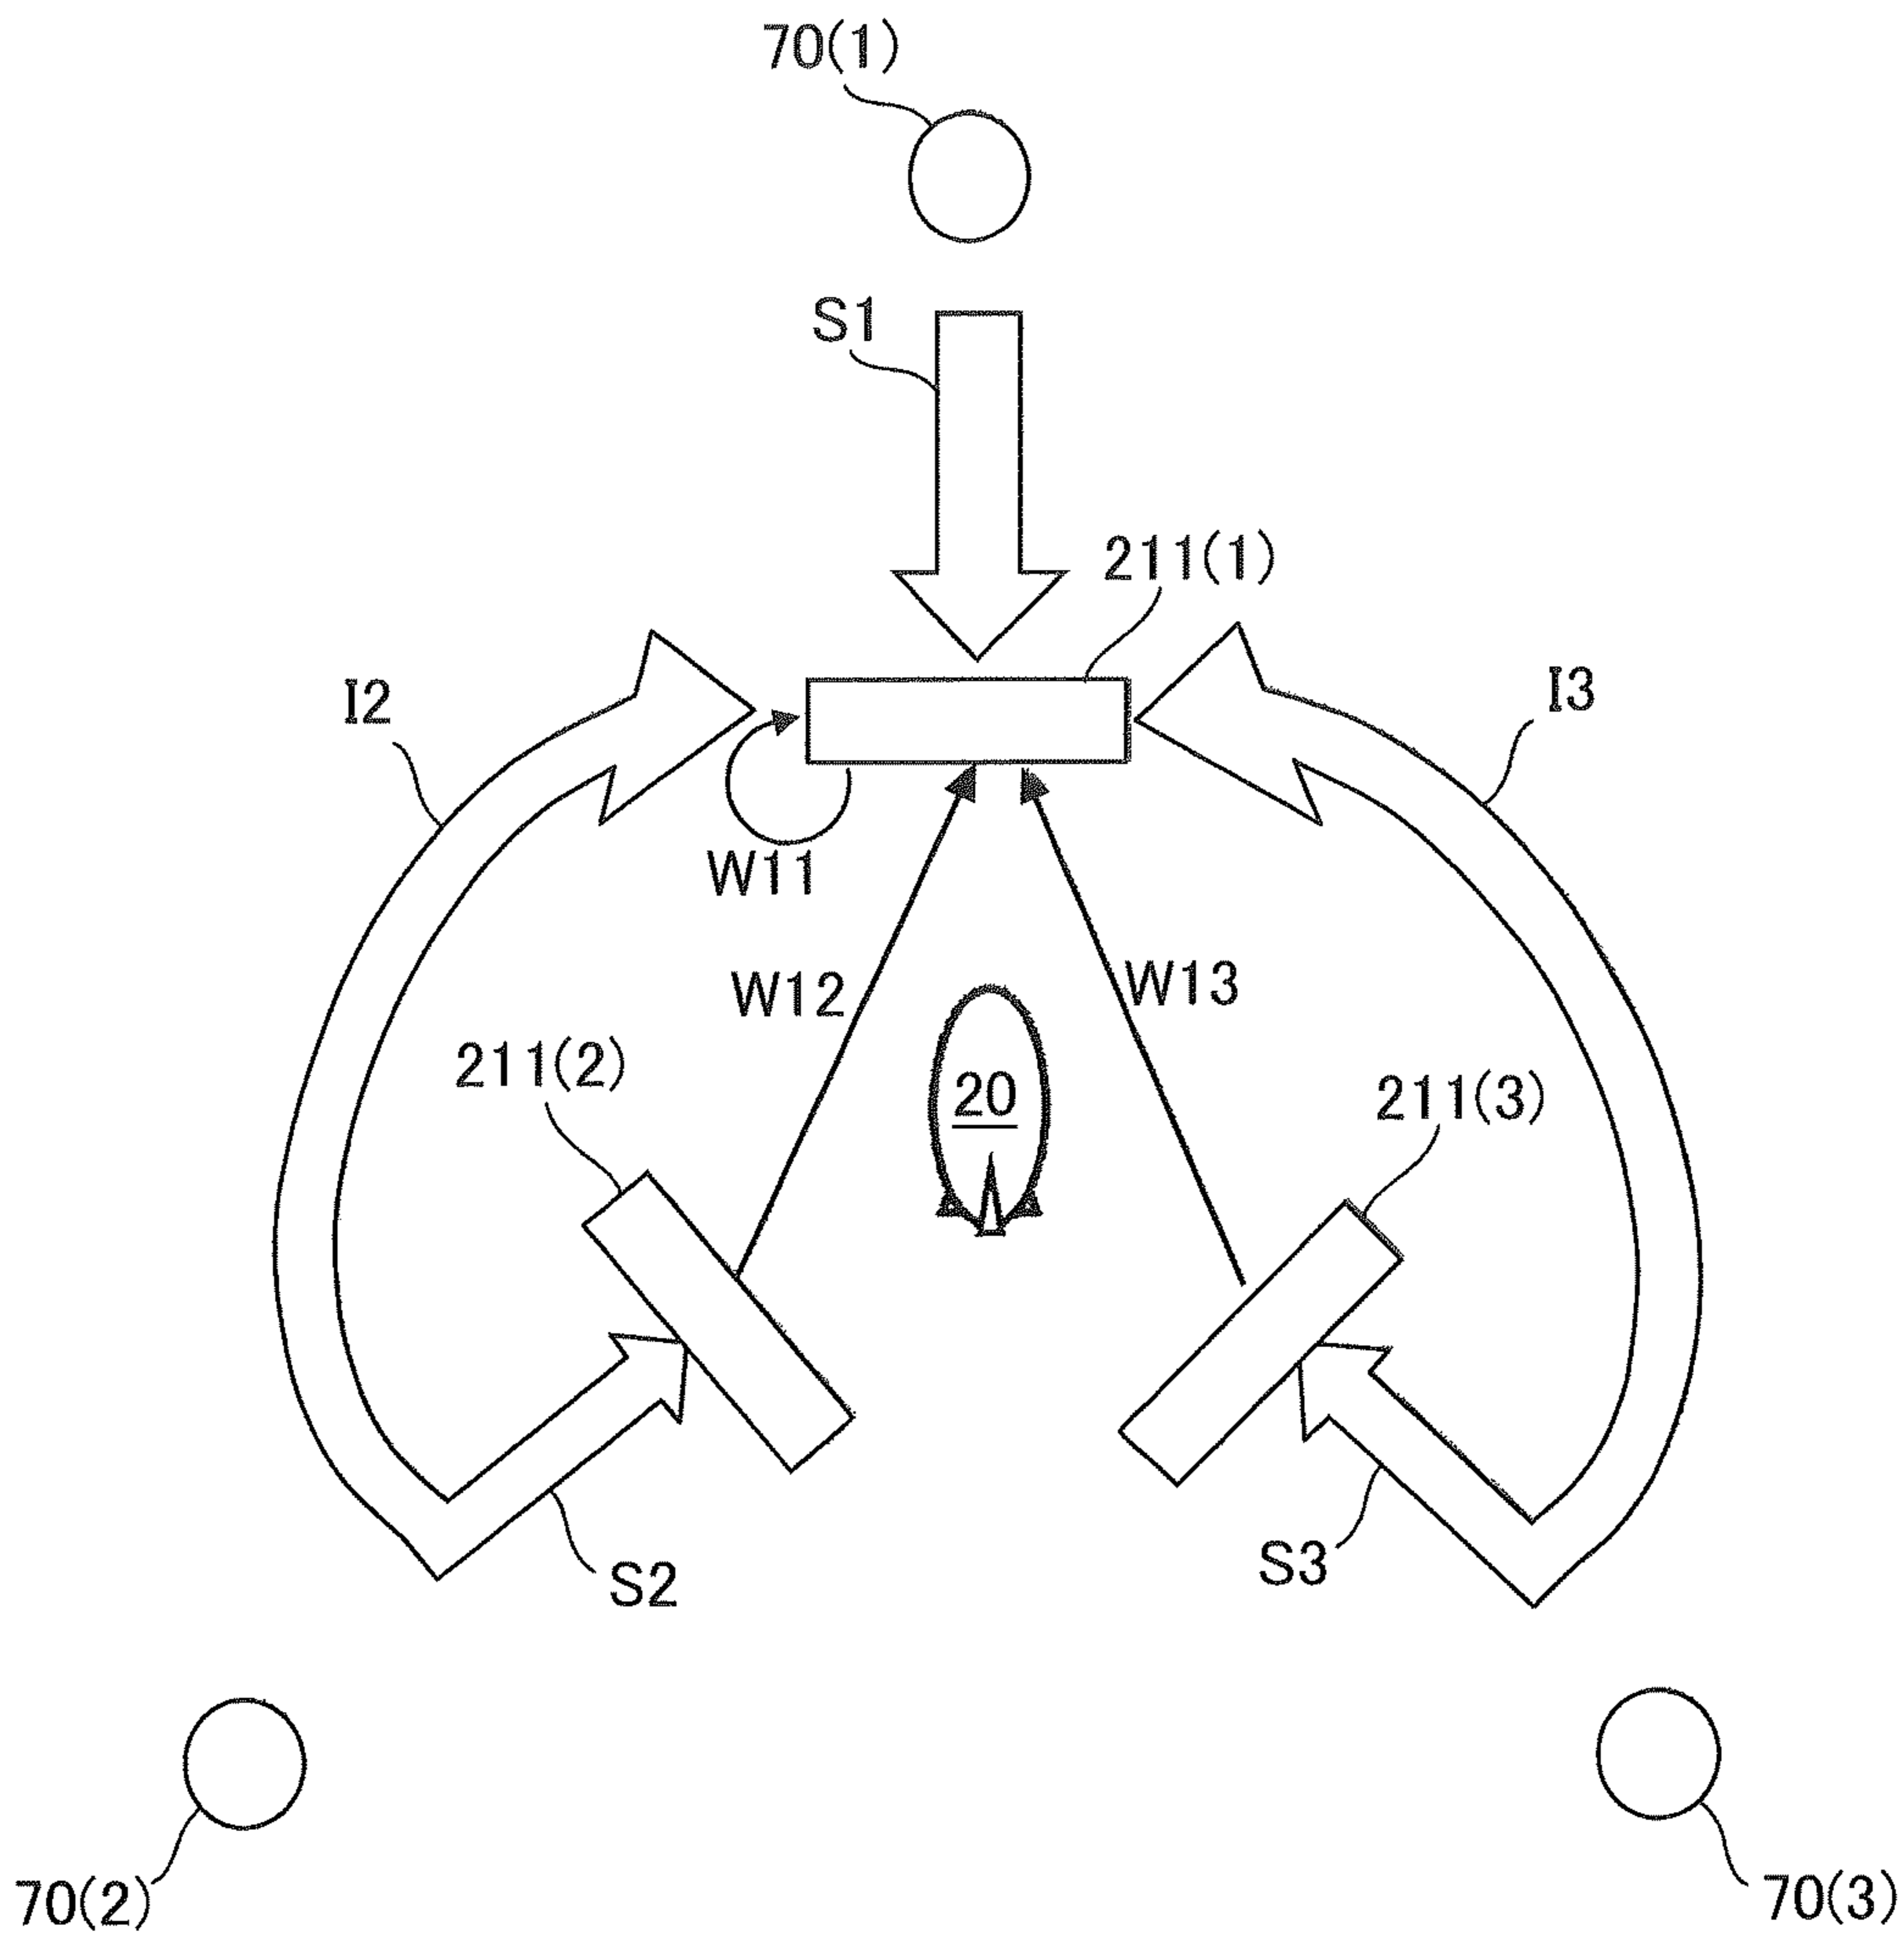 70(1)
S1
211(1)
I2
I3
W11
W12
W13
211(2)
20
211(3)
S2
S3
70(2)
70(3)